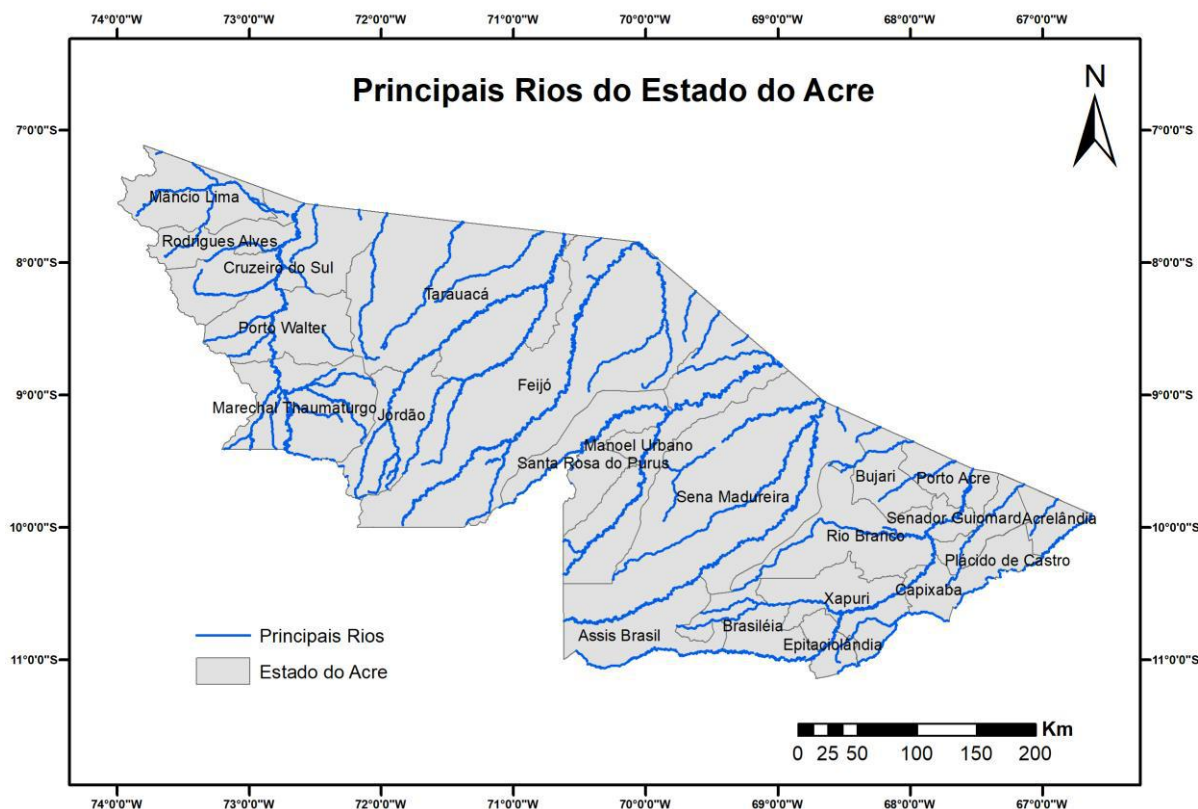 74°0'0"W 73°0'0"W 72°0'0"W 71°0'0"W 70°0'0"W 69°0'0"W 68°0'0"W 67°0'0"W
Principais Rios do Estado do Acre
N
7°0'0"S 7°0'0"S
Mâncio Lima
Rodrigues Alves
8°0'0"S 8°0'0"S
Cruzeiro do Sul
Tarauacá
Porto Walter
Feijó
9°0'0"S 9°0'0"S
Marechal Thaumaturgo
Jordão
Manoel Urbano
Santa Rosa do Purus
Bujari
Porto Acre
Sena Madureira
Senador Guiomard
Acrelândia
10°0'0"S 10°0'0"S
Rio Branco
Plácido de Castro
Capixaba
Xapuri
Brasiléia
Assis Brasil
Epitaciolândia
Principais Rios
Estado do Acre
11°0'0"S 11°0'0"S
Km
0 25 50 100 150 200
74°0'0"W 73°0'0"W 72°0'0"W 71°0'0"W 70°0'0"W 69°0'0"W 68°0'0"W 67°0'0"W